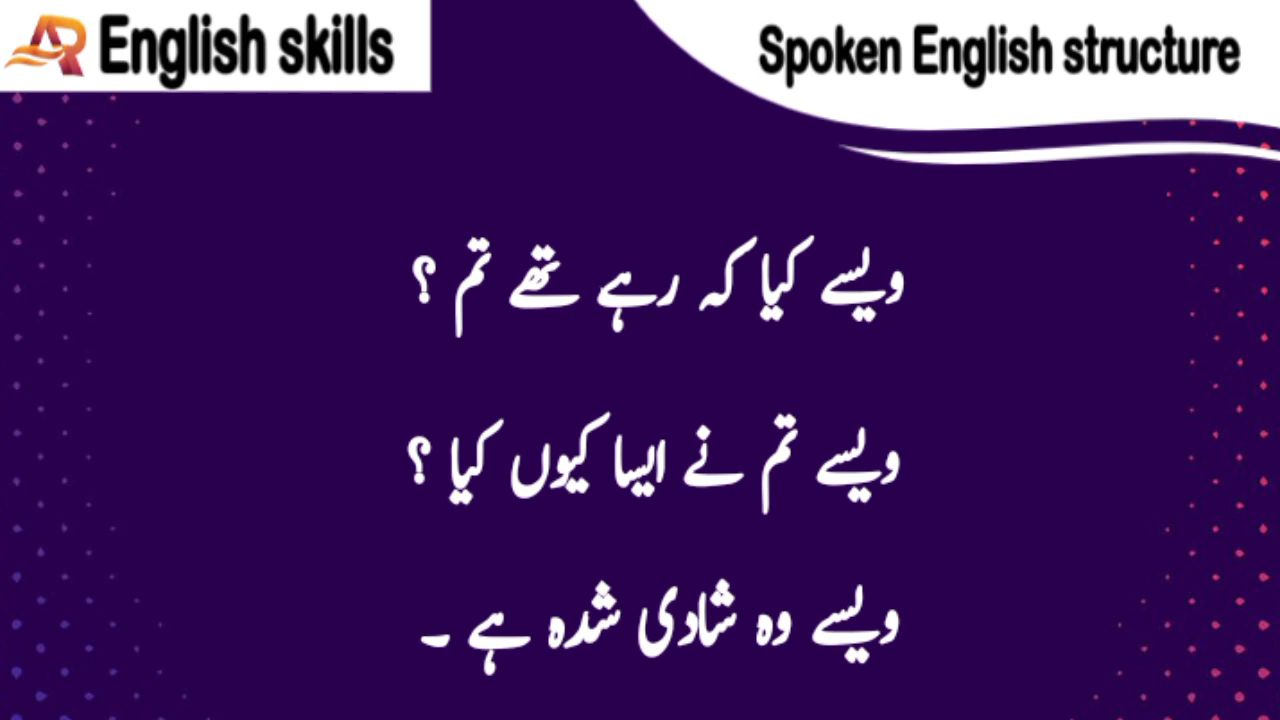 AR English skills
Spoken English structure
ویسے کیا کہ رہے تھے تم ؟
ویسے تم نے ایسا کیوں کیا ؟
ویسے وہ شادی شدہ ہے ۔